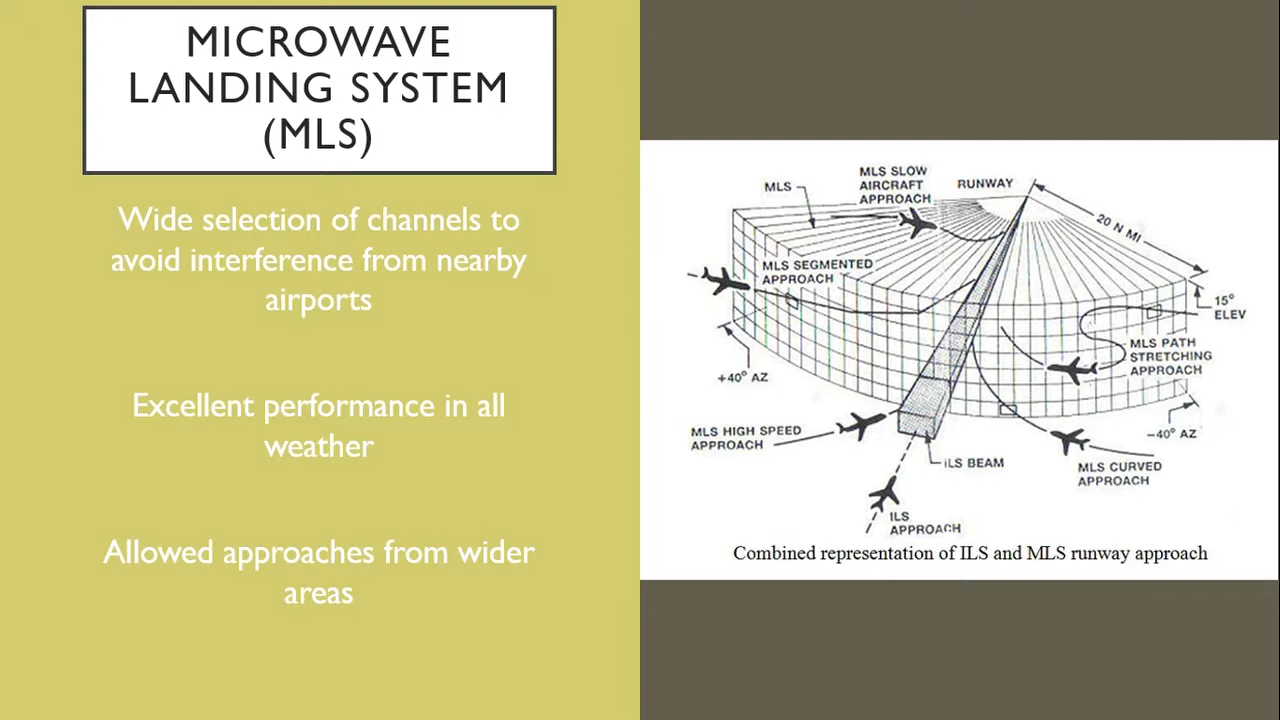 MICROWAVE
LANDING SYSTEM
(MLS)
Wide selection of channels to
avoid interference from nearby
airports
Excellent performance in all
weather
Allowed approaches from wider
areas
MLS
MLS SLOW
AIRCRAFT
APPROACH
RUNWAY
20 N MI
MLS SEGMENTED
APPROACH
15° ELEV
MLS PATH
STRETCHING
APPROACH
+40° AZ
-40° AZ
MLS HIGH SPEED
APPROACH
ILS BEAM
MLS CURVED
APPROACH
ILS
APPROACH
Combined representation of ILS and MLS runway approach